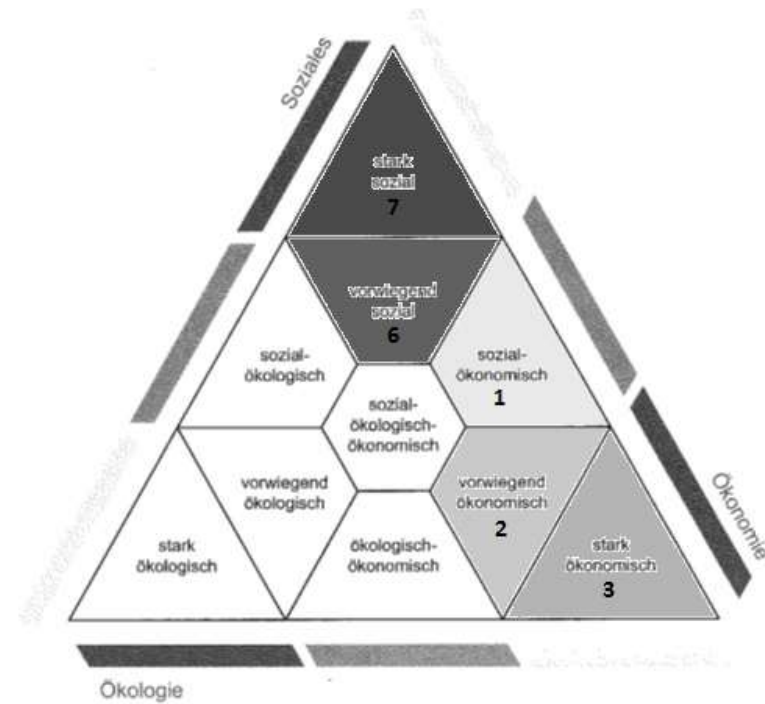 Soziales
stark
sozial
7
vorwiegend
sozial
6
sozial-
ökologisch
sozial-
ökonomisch
1
sozial-
ökologisch-
ökonomisch
vorwiegend
ökologisch
vorwiegend
ökonomisch
2
stark
ökologisch
ökologisch-
ökonomisch
stark
ökonomisch
3
Ökonomie
Ökologie